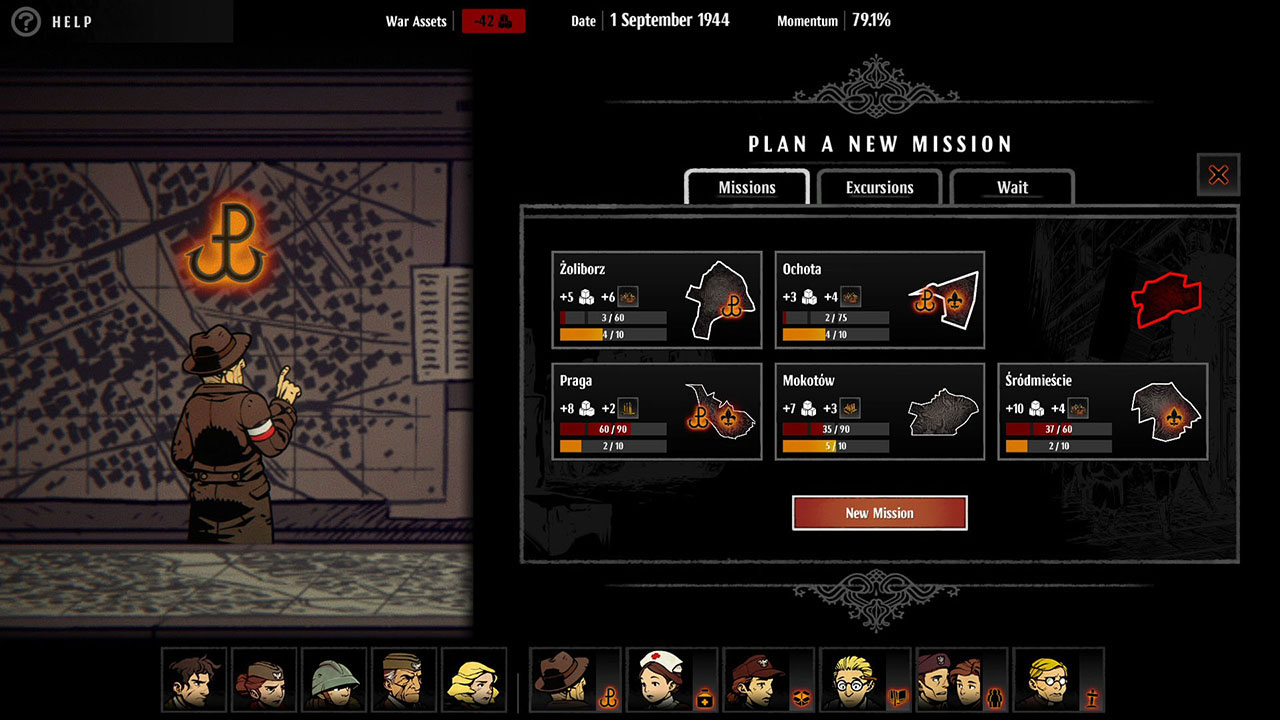 ? HELP
War Assets -42 Date 1 September 1944 Momentum 79.1%
PLAN A NEW MISSION
Missions Excursions Wait
Żoliborz
+5 +6
3 / 60
4 / 10
Ochota
+3 +4
2 / 75
4 / 10
Praga
+8 +2
60 / 90
2 / 10
Mokotów
+7 +3
35 / 90
5 / 10
Śródmieście
+10 +4
37 / 60
2 / 10
New Mission